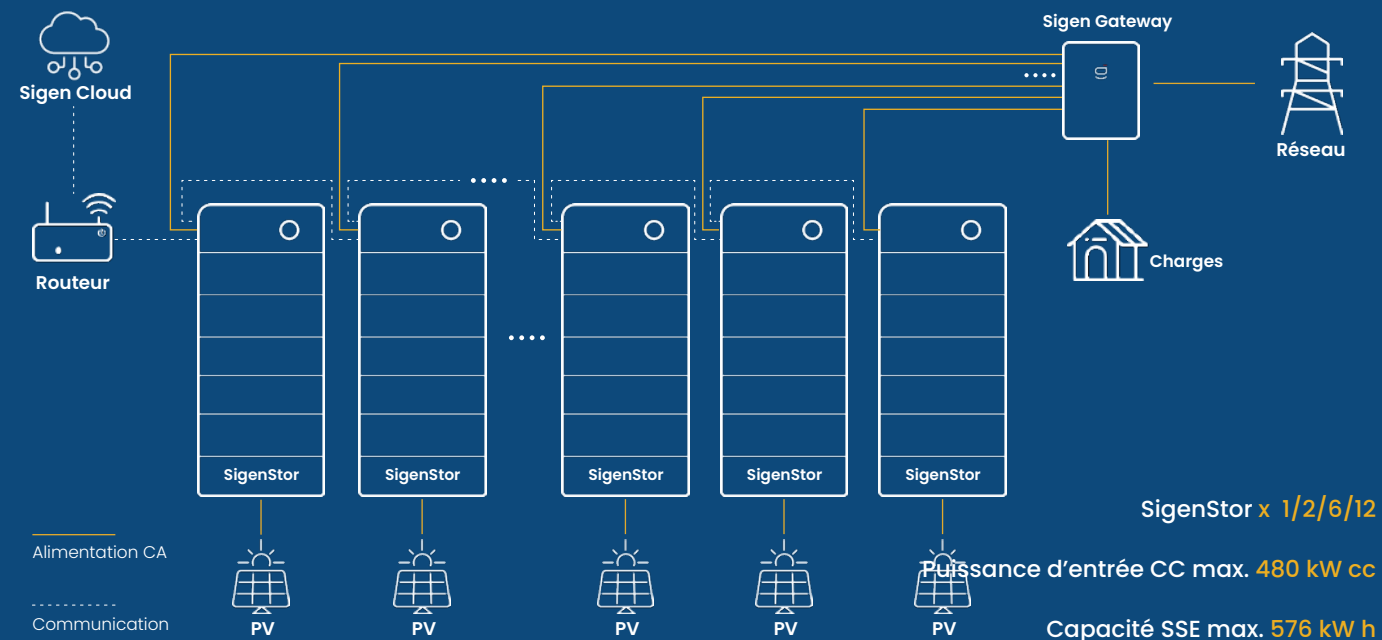 Sigen Gateway
Sigen Cloud
Réseau
Routeur
Charges
SigenStor
SigenStor
SigenStor
SigenStor
SigenStor
SigenStor x 1/2/6/12
Alimentation CA
Puissance d'entrée CC max. 480 kW cc
Communication
PV
PV
PV
PV
PV
Capacité SSE max. 576 kW h